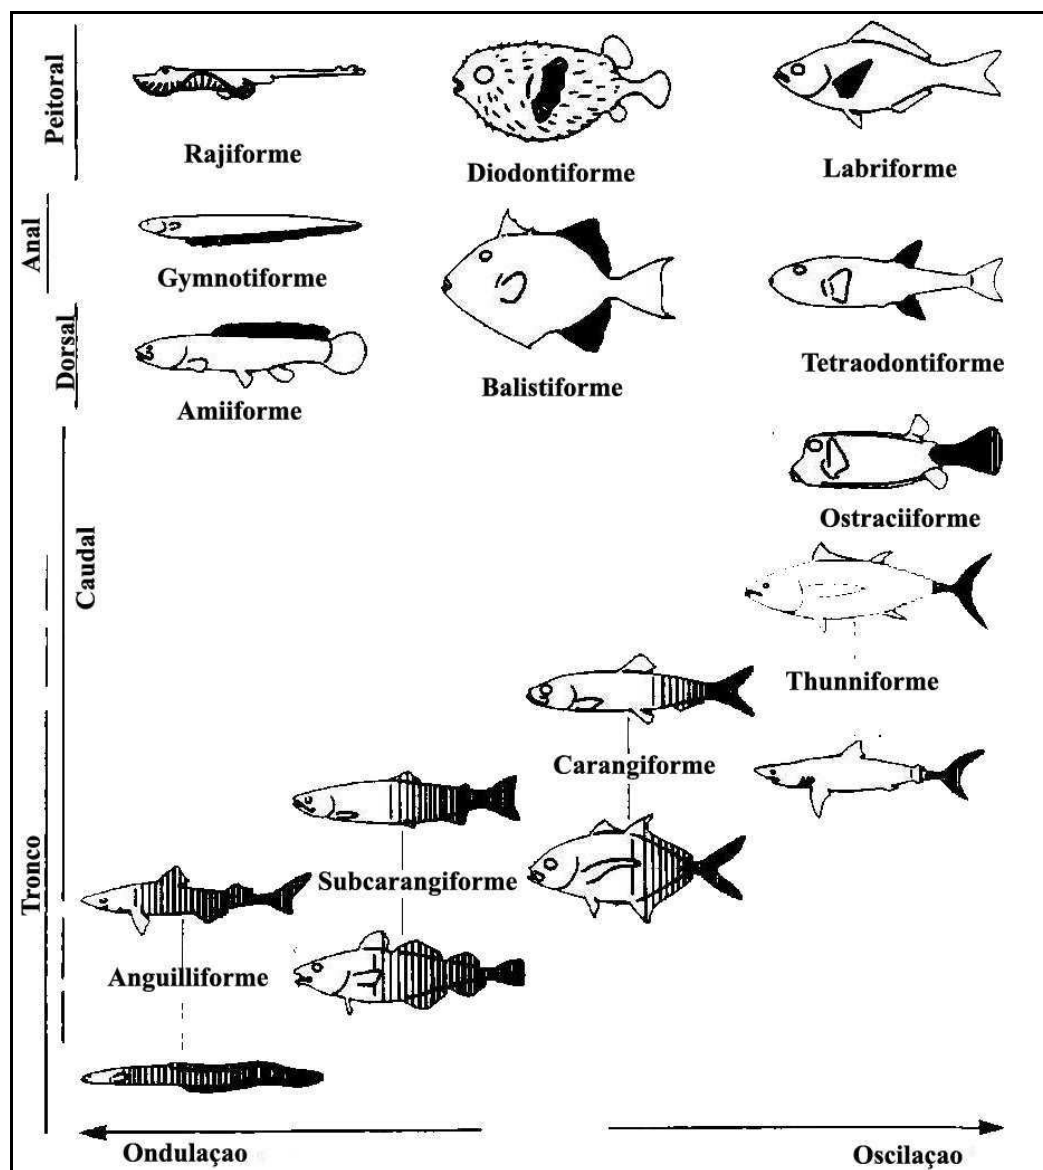 Peitoral
Rajiforme
Diodontiforme
Labriforme
Anal
Gymnotiforme
Dorsal
Amiiforme
Balistiforme
Tetraodontiforme
Ostraciiforme
Caudal
Thunniforme
Carangiforme
Tronco
Subcarangiforme
Anguilliforme
Ondulaçao
Oscilaçao